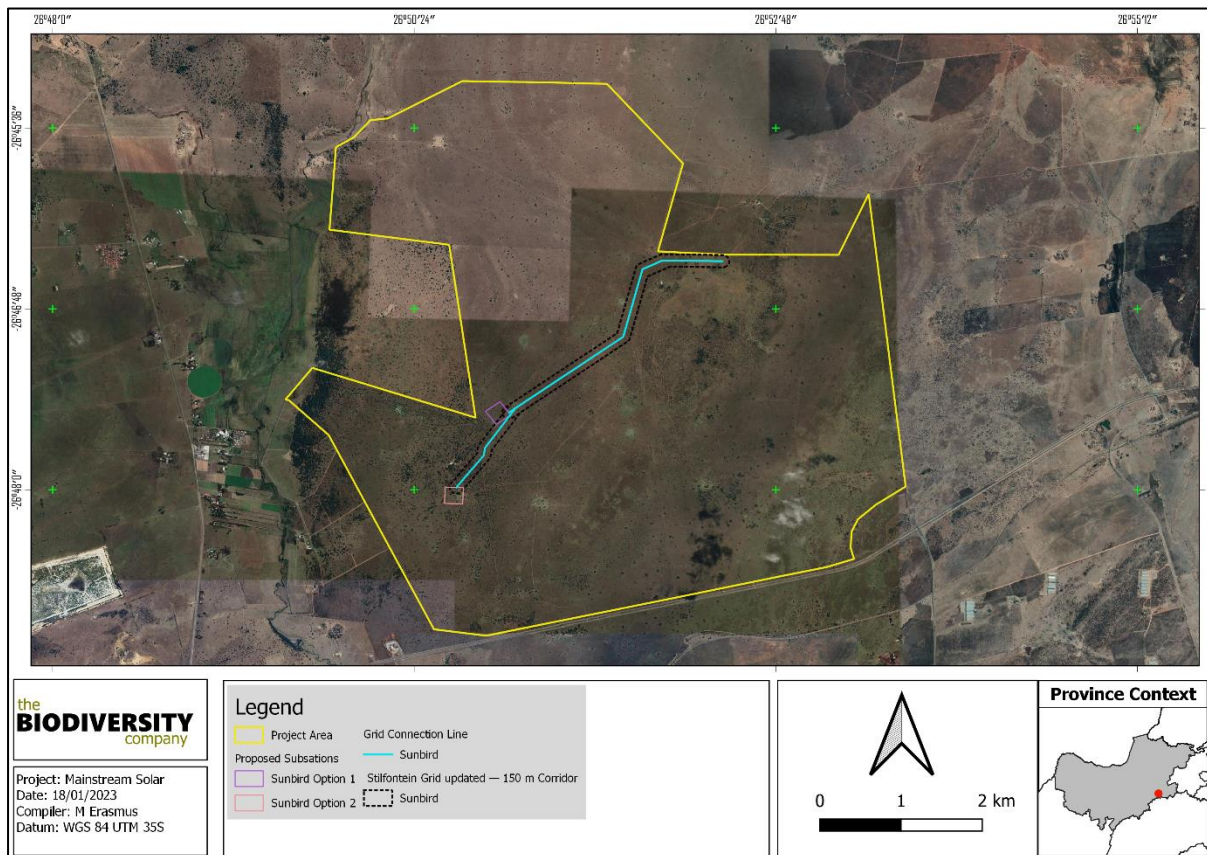 26°48'0" 26°50'24" 26°52'48" 26°55'12"
-26°45'36"
-26°46'48"
-26°48'0"
the
BIODIVERSITY
company
Project: Mainstream Solar
Date: 18/01/2023
Compiler: M Erasmus
Datum: WGS 84 UTM 35S
Legend
Project Area
Proposed Subsations
Sunbird Option 1
Sunbird Option 2
Grid Connection Line
Sunbird
Stilfontein Grid updated — 150 m Corridor
Sunbird
0 1 2 km
Province Context